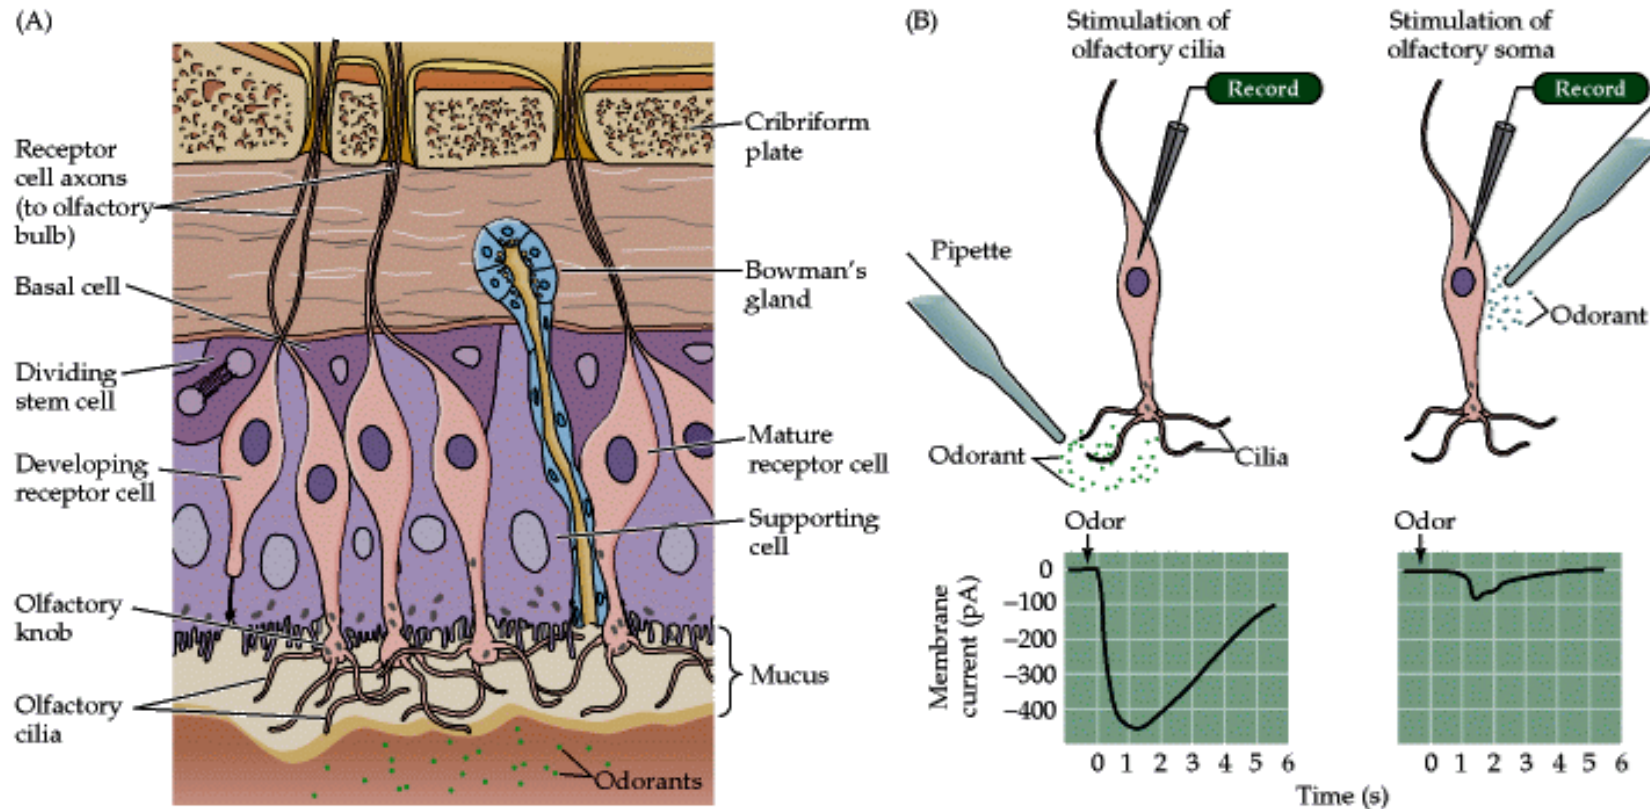 (A)
Receptor
cell axons
(to olfactory
bulb)
Basal cell
Dividing
stem cell
Developing
receptor cell
Olfactory
knob
Olfactory
cilia
Cribriform
plate
Bowman's
gland
Mature
receptor cell
Supporting
cell
Mucus
Odorants
(B)
Stimulation of
olfactory cilia
Record
Pipette
Odorant
Cilia
Stimulation of
olfactory soma
Record
Odorant
Odor
Membrane
current (pA)
0
−100
−200
−300
−400
0 1 2 3 4 5 6
Odor
0 1 2 3 4 5 6
Time (s)